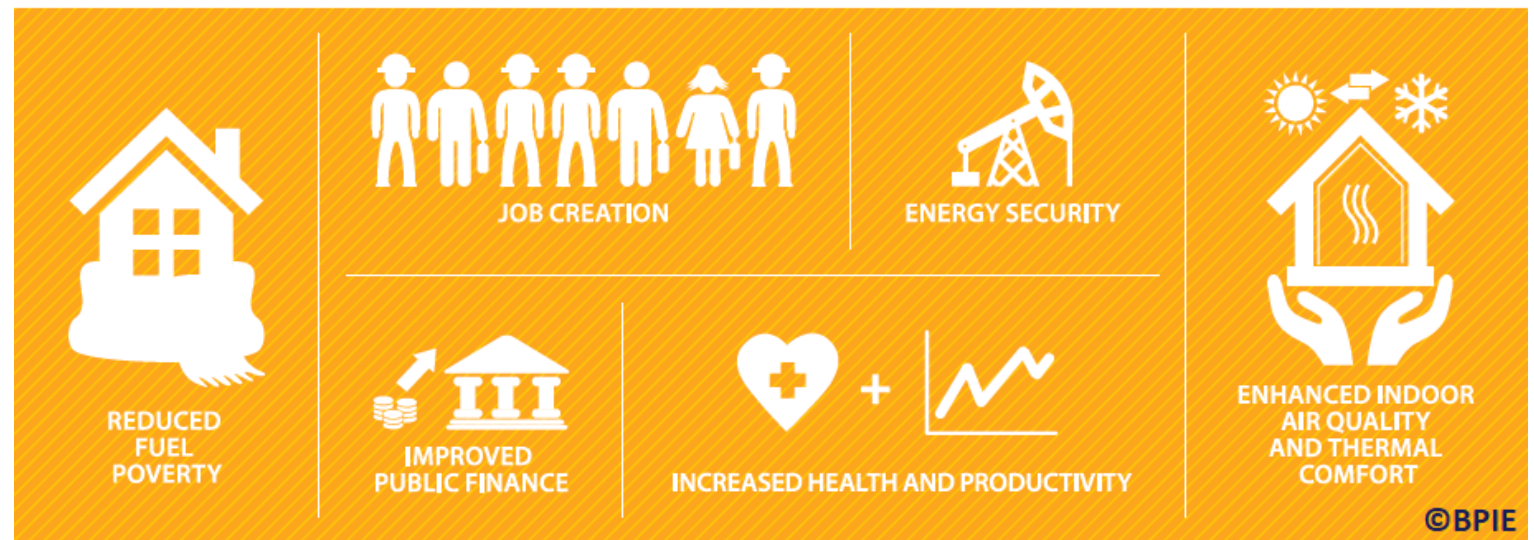 REDUCED
FUEL
POVERTY
JOB CREATION
ENERGY SECURITY
IMPROVED
PUBLIC FINANCE
INCREASED HEALTH AND PRODUCTIVITY
ENHANCED INDOOR
AIR QUALITY
AND THERMAL
COMFORT
©BPIE